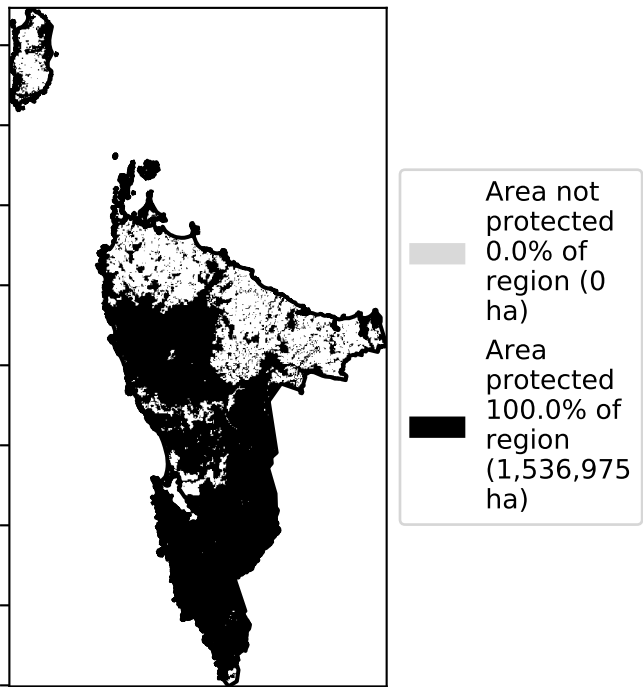 Area not
protected
0.0% of
region (0
ha)
Area
protected
100.0% of
region
(1,536,975
ha)